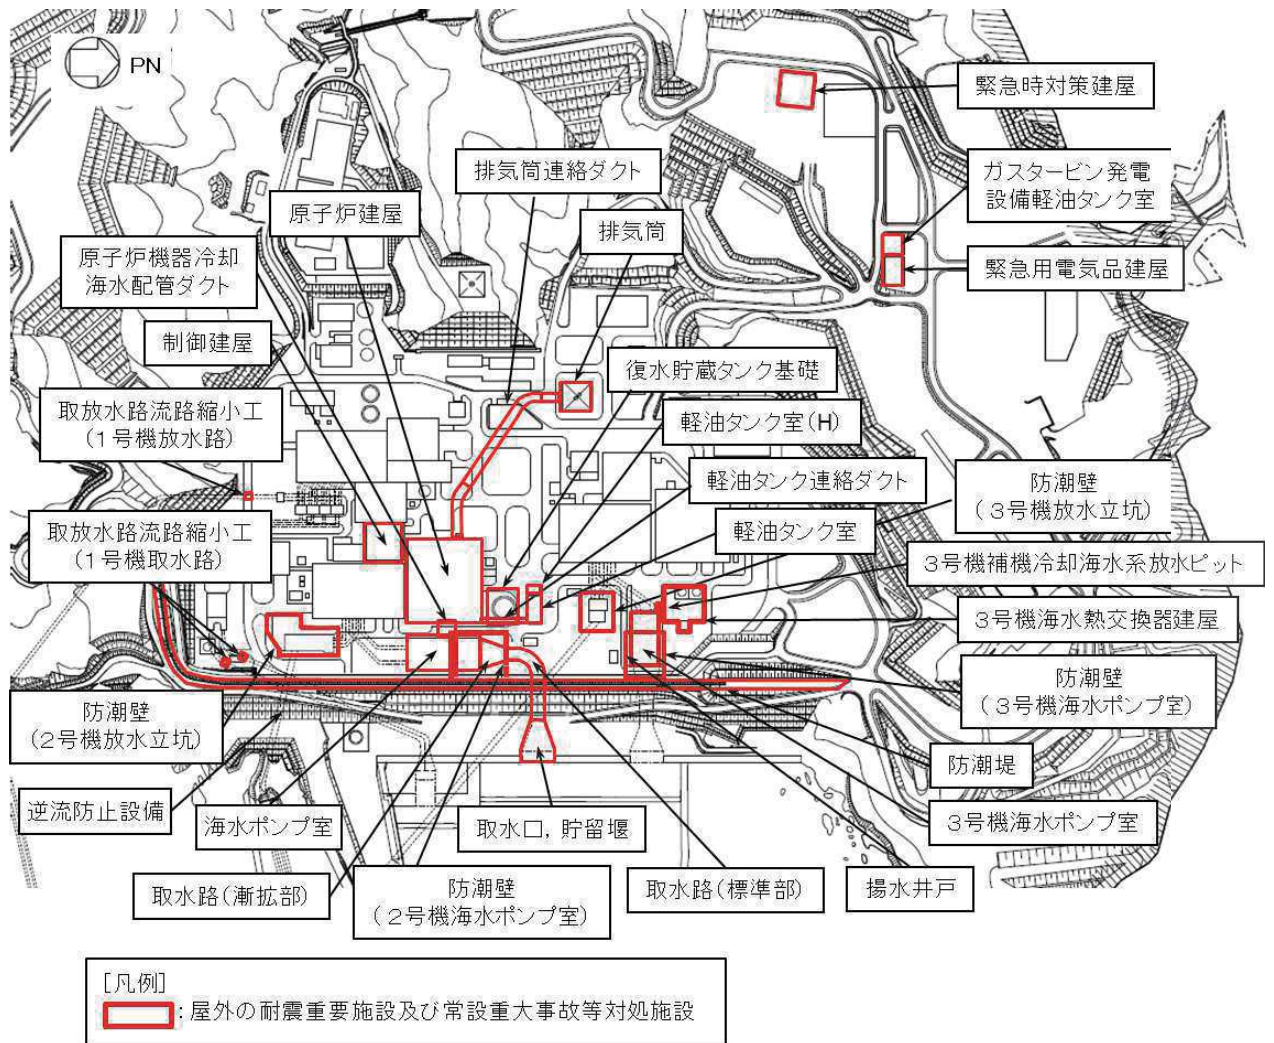 PN
緊急時対策建屋
排気筒連絡ダクト
ガスタービン発電
設備軽油タンク室
原子炉建屋
排気筒
原子炉機器冷却
海水配管ダクト
緊急用電気品建屋
制御建屋
復水貯蔵タンク基礎
取放水路流路縮小工
(1号機放水路)
軽油タンク室(H)
軽油タンク連絡ダクト
防潮壁
(3号機放水立坑)
取放水路流路縮小工
(1号機取水路)
軽油タンク室
3号機補機冷却海水系放水ピット
3号機海水熱交換器建屋
防潮壁
(2号機放水立坑)
防潮壁
(3号機海水ポンプ室)
防潮堤
逆流防止設備
海水ポンプ室
取水口,貯留堰
3号機海水ポンプ室
取水路(漸拡部)
防潮壁
(2号機海水ポンプ室)
取水路(標準部)
揚水井戸
[凡例]
:屋外の耐震重要施設及び常設重大事故等対処施設